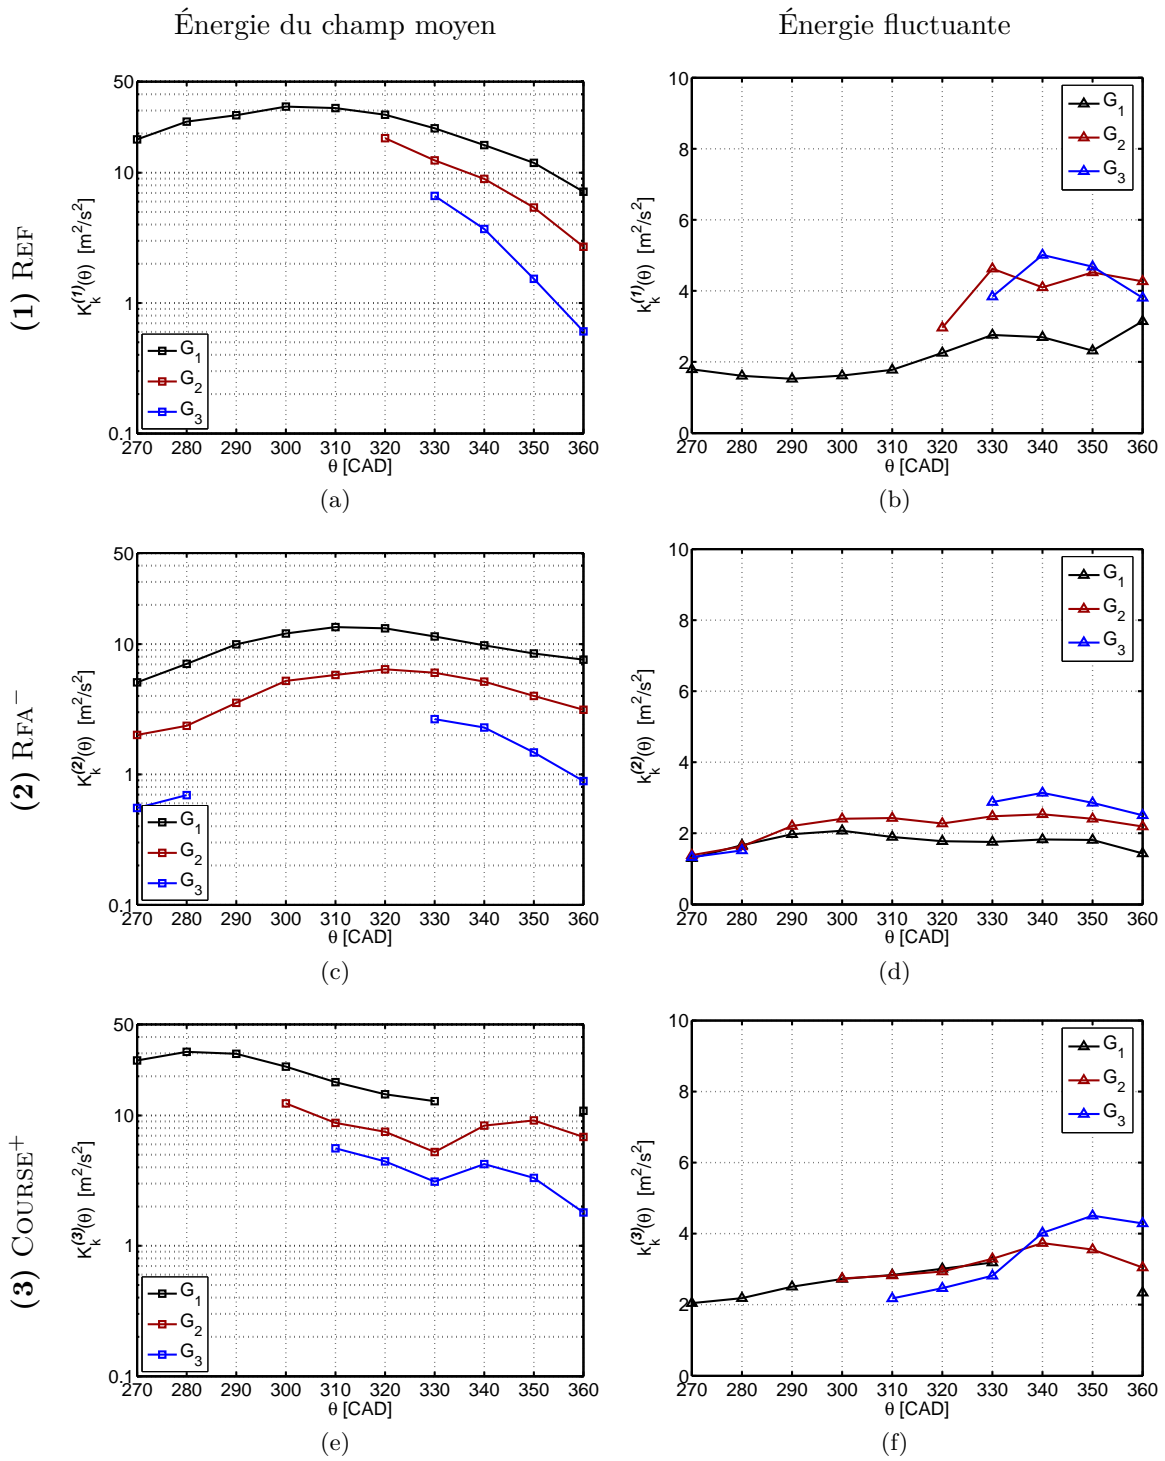 Énergie du champ moyen
Énergie fluctuante
(1) REF
50
10
1
0.1
K_k^(1)(θ) [m²/s²]
G₁
G₂
G₃
270 280 290 300 310 320 330 340 350 360
θ [CAD]
(a)
10
8
6
4
2
0
k_k^(1)(θ) [m²/s²]
G₁
G₂
G₃
270 280 290 300 310 320 330 340 350 360
θ [CAD]
(b)
(2) RFA⁻
50
10
1
0.1
K_k^(2)(θ) [m²/s²]
G₁
G₂
G₃
270 280 290 300 310 320 330 340 350 360
θ [CAD]
(c)
10
8
6
4
2
0
k_k^(2)(θ) [m²/s²]
G₁
G₂
G₃
270 280 290 300 310 320 330 340 350 360
θ [CAD]
(d)
(3) COURSE⁺
50
10
1
0.1
K_k^(3)(θ) [m²/s²]
G₁
G₂
G₃
270 280 290 300 310 320 330 340 350 360
θ [CAD]
(e)
10
8
6
4
2
0
k_k^(3)(θ) [m²/s²]
G₁
G₂
G₃
270 280 290 300 310 320 330 340 350 360
θ [CAD]
(f)